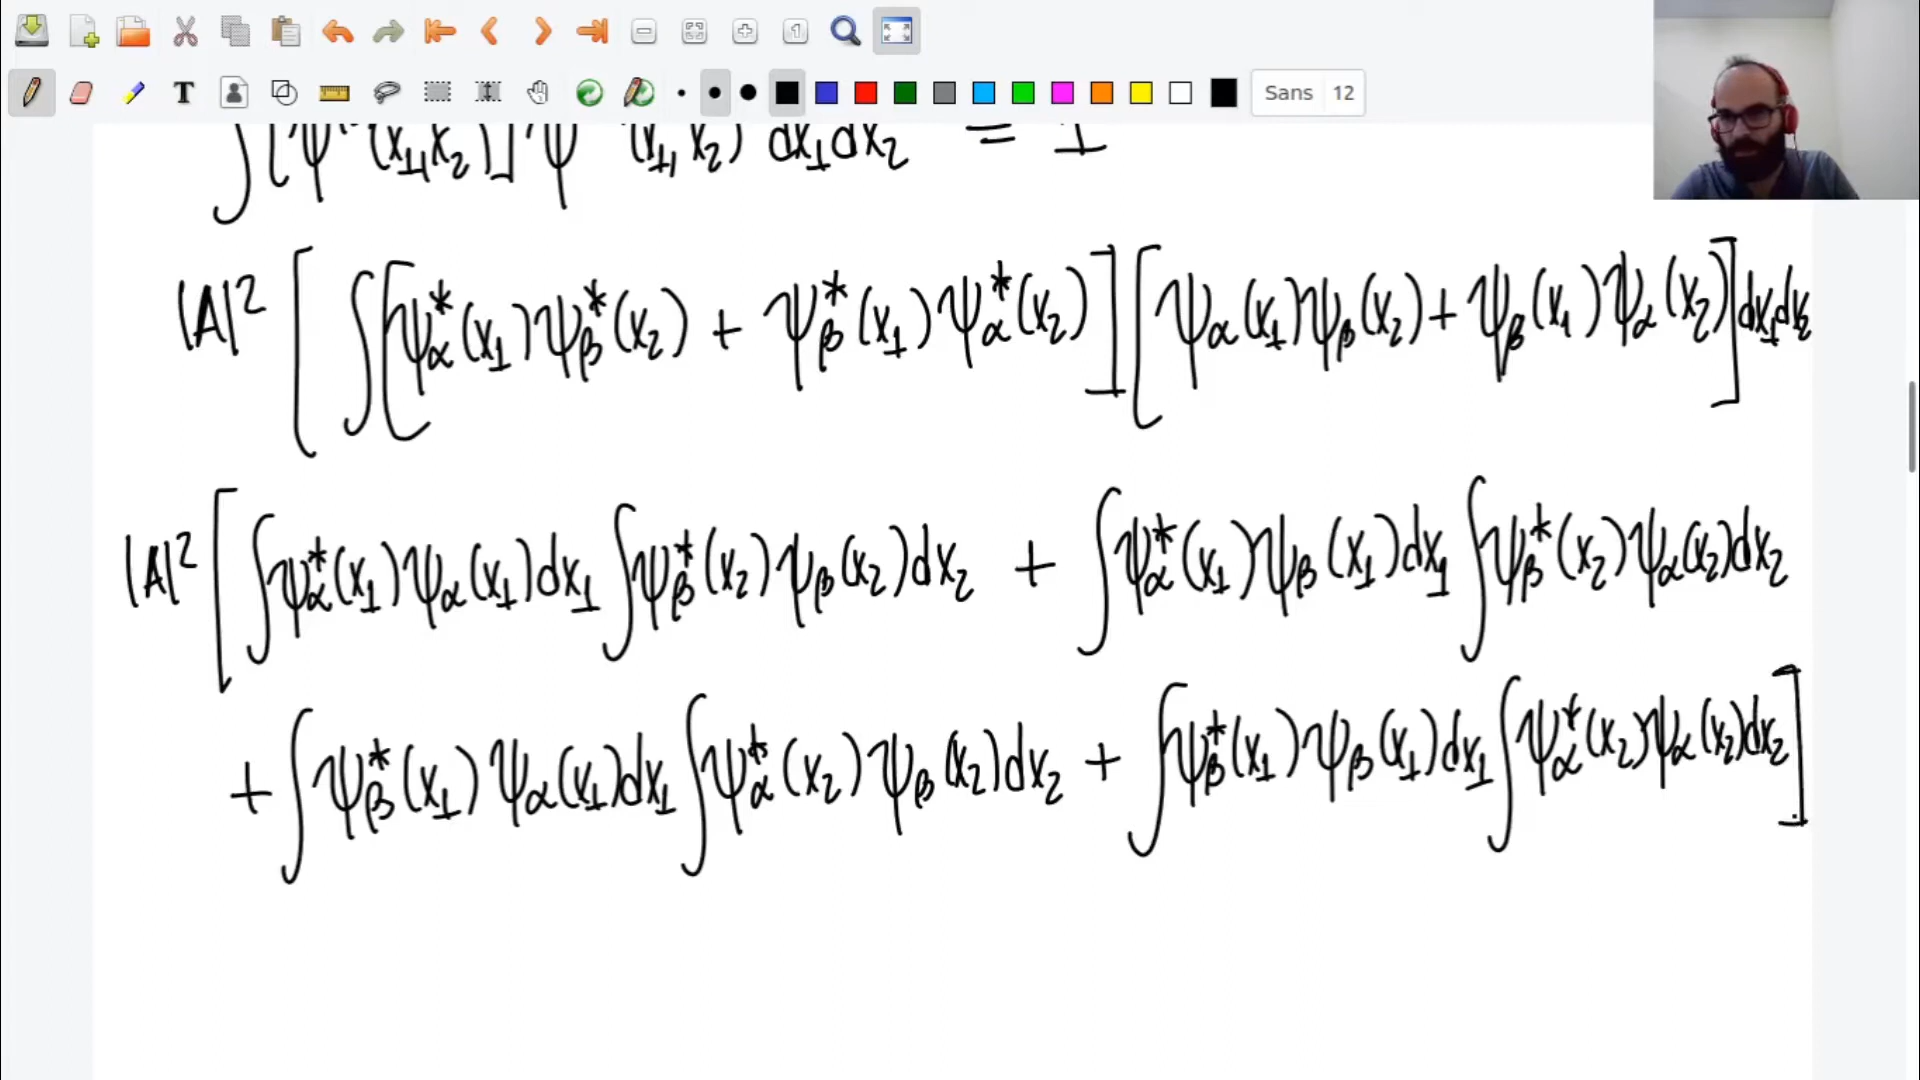 Sans 12
∫[ψ (x₁,x₂)] ψ (x₁,x₂) dx₁dx₂ = 1
|A|² [ ∫[ψ*α(x₁)ψ*β(x₂) + ψ*β(x₁)ψ*α(x₂)] [ψα(x₁)ψβ(x₂) + ψβ(x₁)ψα(x₂)] dx₁dx₂
|A|² [ ∫ψ*α(x₁)ψα(x₁)dx₁ ∫ψ*β(x₂)ψβ(x₂)dx₂ + ∫ψ*α(x₁)ψβ(x₁)dx₁ ∫ψ*β(x₂)ψα(x₂)dx₂
+ ∫ψ*β(x₁)ψα(x₁)dx₁ ∫ψ*α(x₂)ψβ(x₂)dx₂ + ∫ψ*β(x₁)ψβ(x₁)dx₁ ∫ψ*α(x₂)ψα(x₂)dx₂ ]